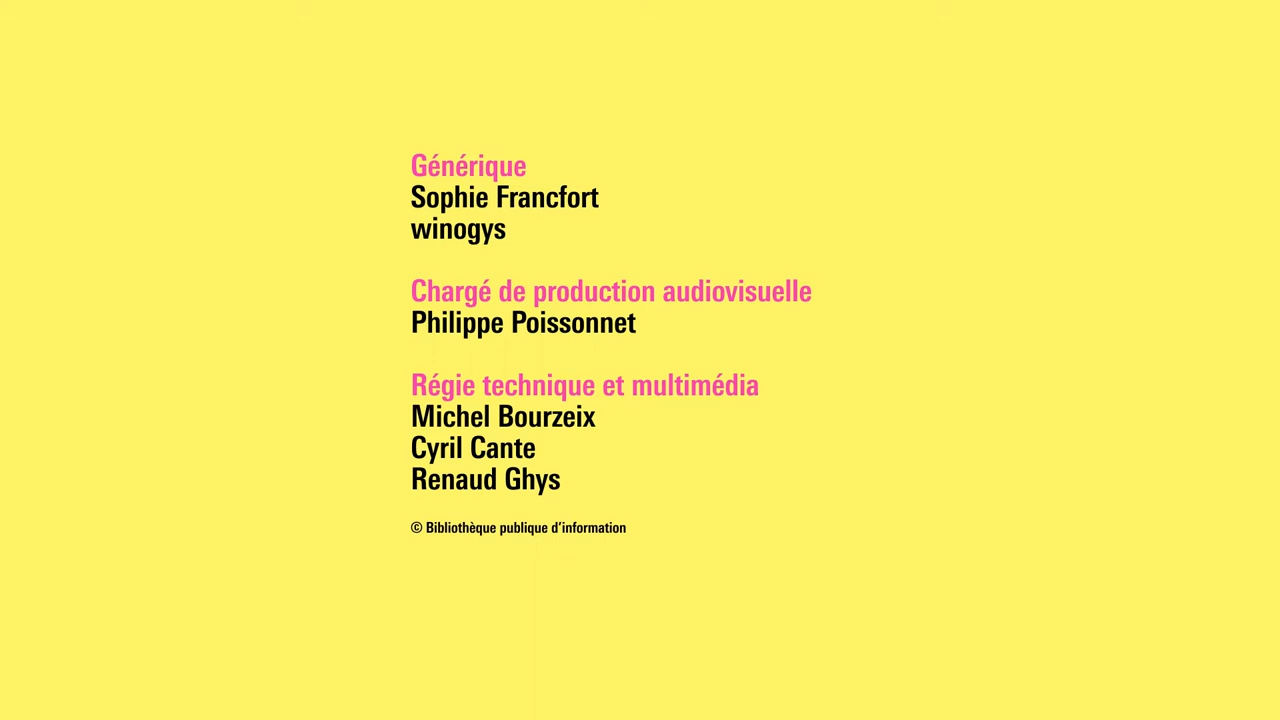 Générique
Sophie Francfort
winogys
Chargé de production audiovisuelle
Philippe Poissonnet
Régie technique et multimédia
Michel Bourzeix
Cyril Cante
Renaud Ghys
© Bibliothèque publique d’information